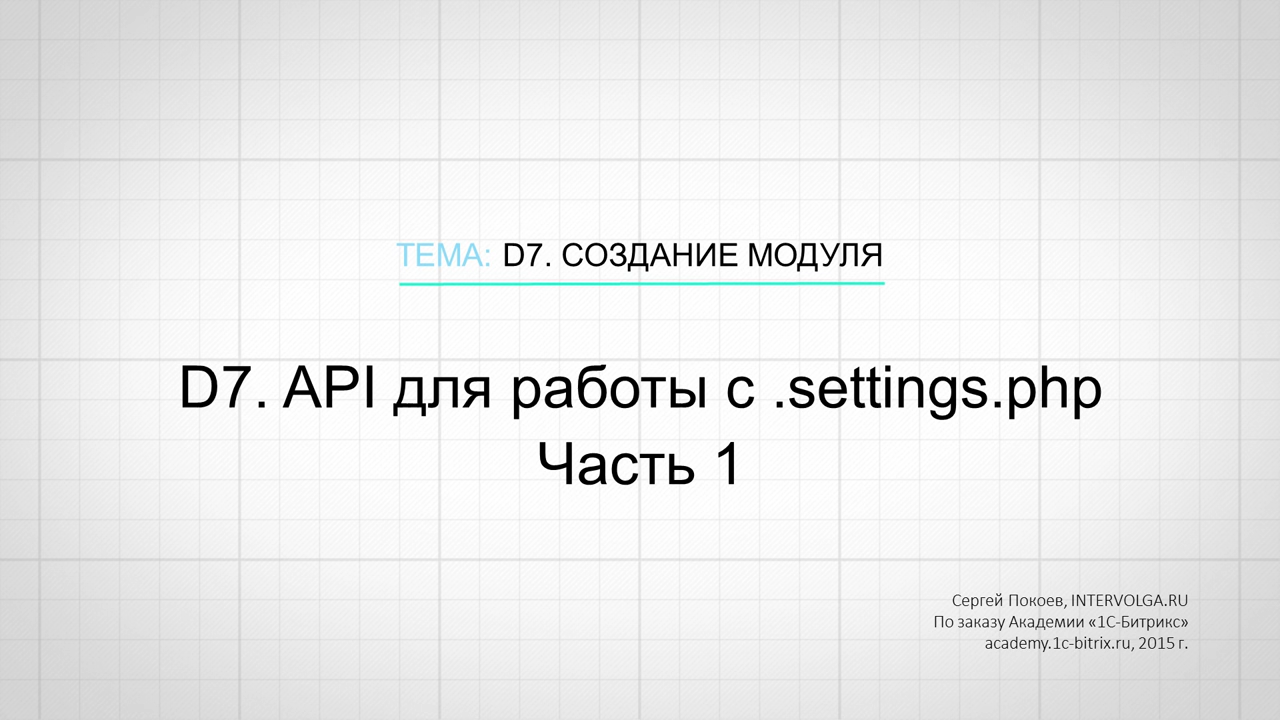 ТЕМА: D7. СОЗДАНИЕ МОДУЛЯ
D7. API для работы с .settings.php
Часть 1
Сергей Покоев, INTERVOLGA.RU
По заказу Академии «1С-Битрикс»
academy.1c-bitrix.ru, 2015 г.